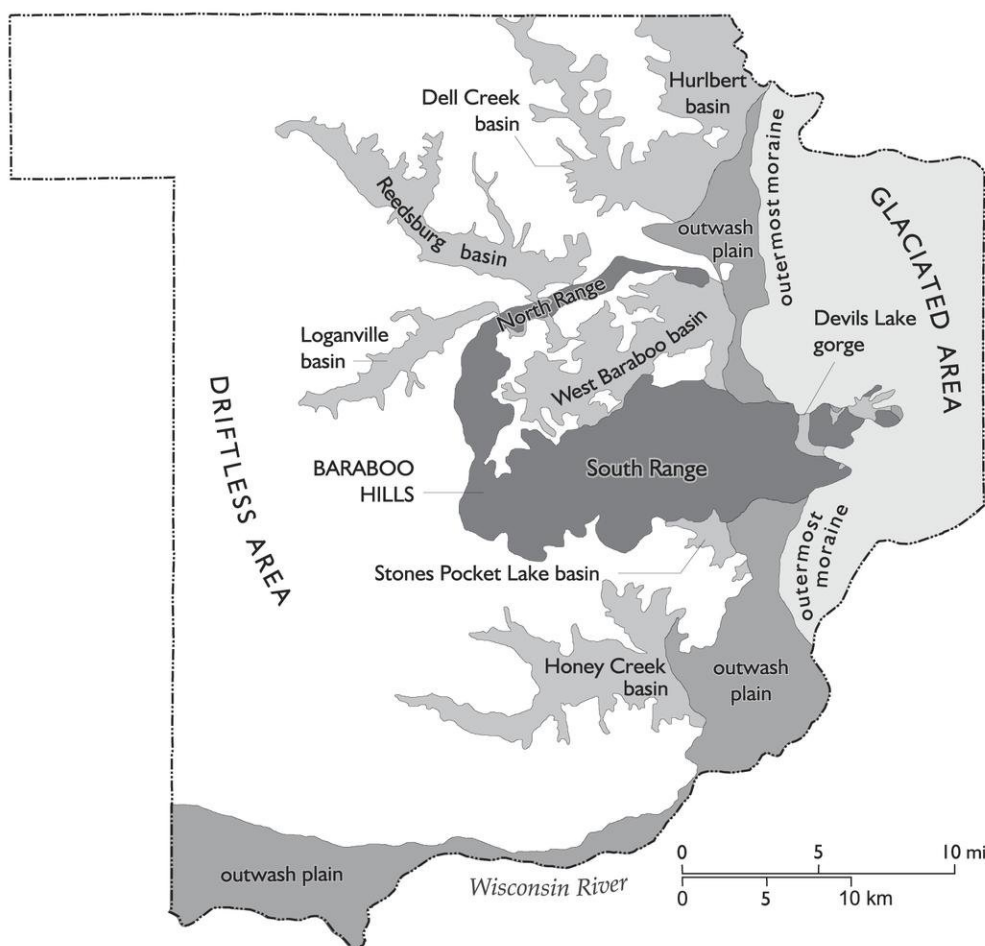 Hurlbert
basin
Dell Creek
basin
Reedsburg basin
outermost moraine
GLACIATED AREA
outwash
plain
North Range
Devils Lake
gorge
Loganville
basin
West Baraboo basin
DRIFTLESS AREA
BARABOO
HILLS
South Range
outermost
moraine
Stones Pocket Lake basin
Honey Creek
basin
outwash
plain
0 5 10 mi
0 5 10 km
outwash plain
Wisconsin River